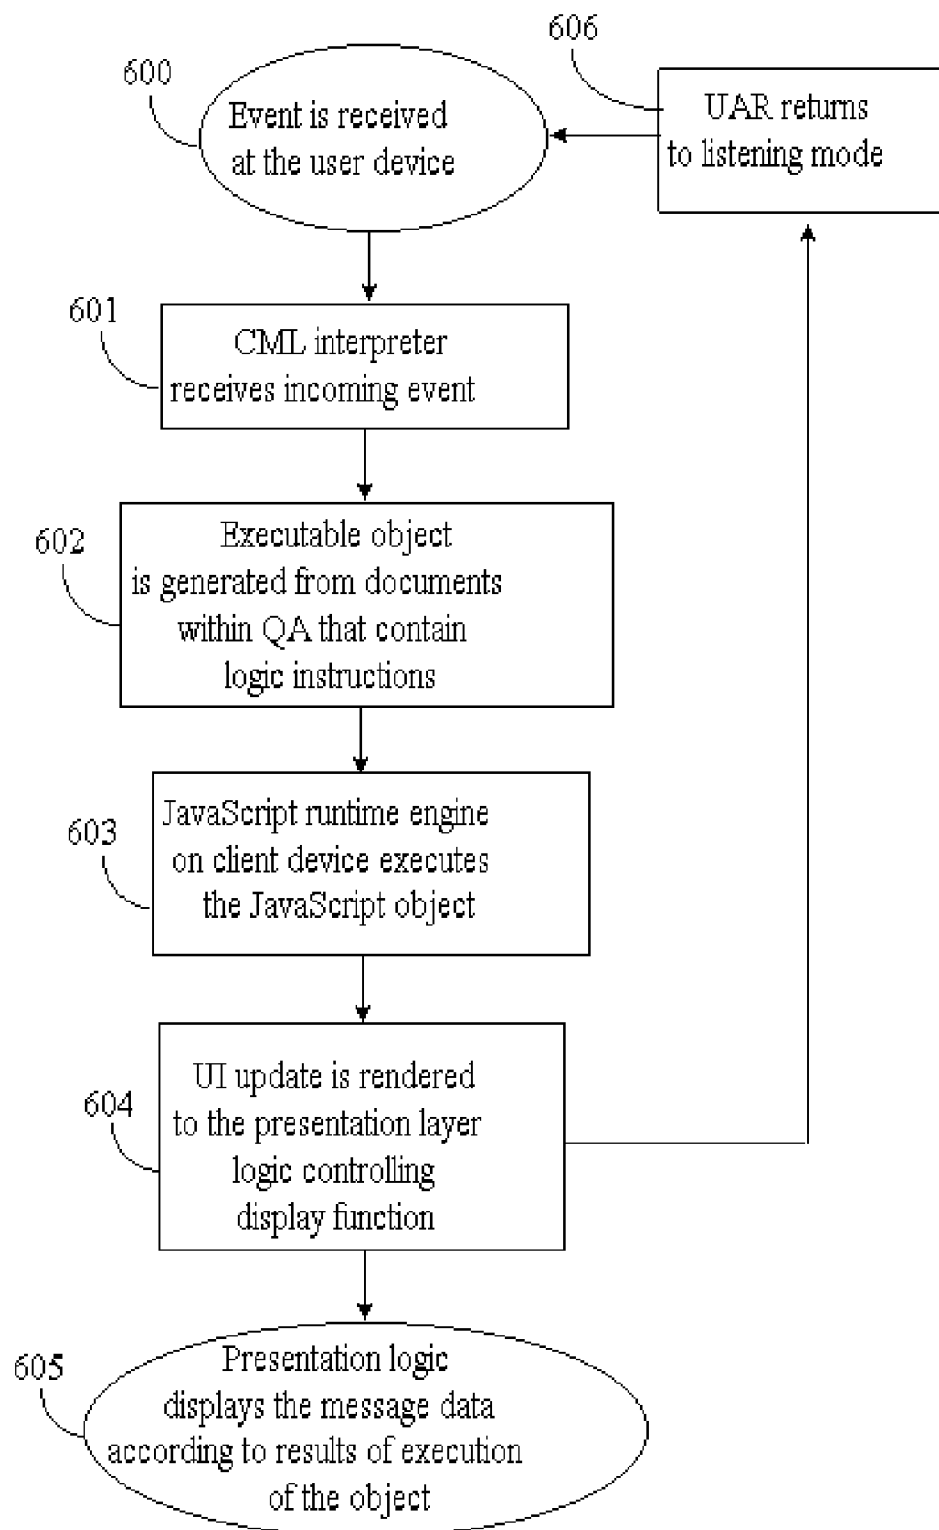 606
600
Event is received
at the user device
UAR returns
to listening mode
601
CML interpreter
receives incoming event
602
Executable object
is generated from documents
within QA that contain
logic instructions
603
JavaScript runtime engine
on client device executes
the JavaScript object
604
UI update is rendered
to the presentation layer
logic controlling
display function
605
Presentation logic
displays the message data
according to results of execution
of the object